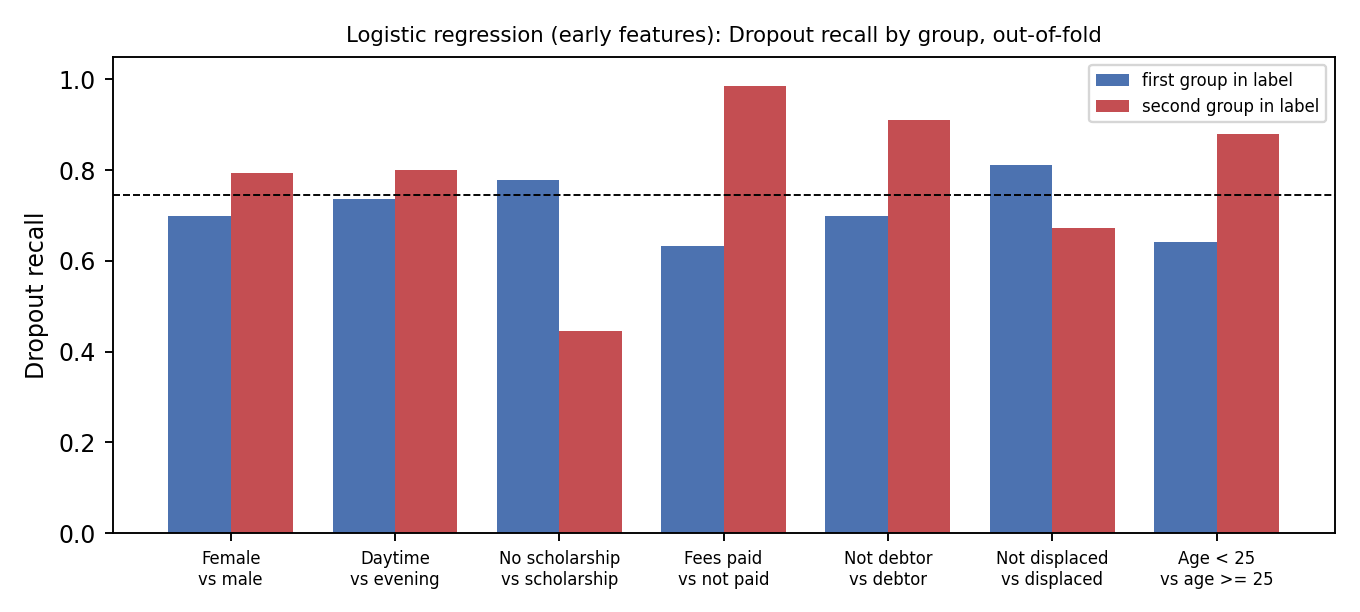 Logistic regression (early features): Dropout recall by group, out-of-fold
first group in label
second group in label
Dropout recall
1.0
0.8
0.6
0.4
0.2
0.0
Female
vs male
Daytime
vs evening
No scholarship
vs scholarship
Fees paid
vs not paid
Not debtor
vs debtor
Not displaced
vs displaced
Age < 25
vs age >= 25